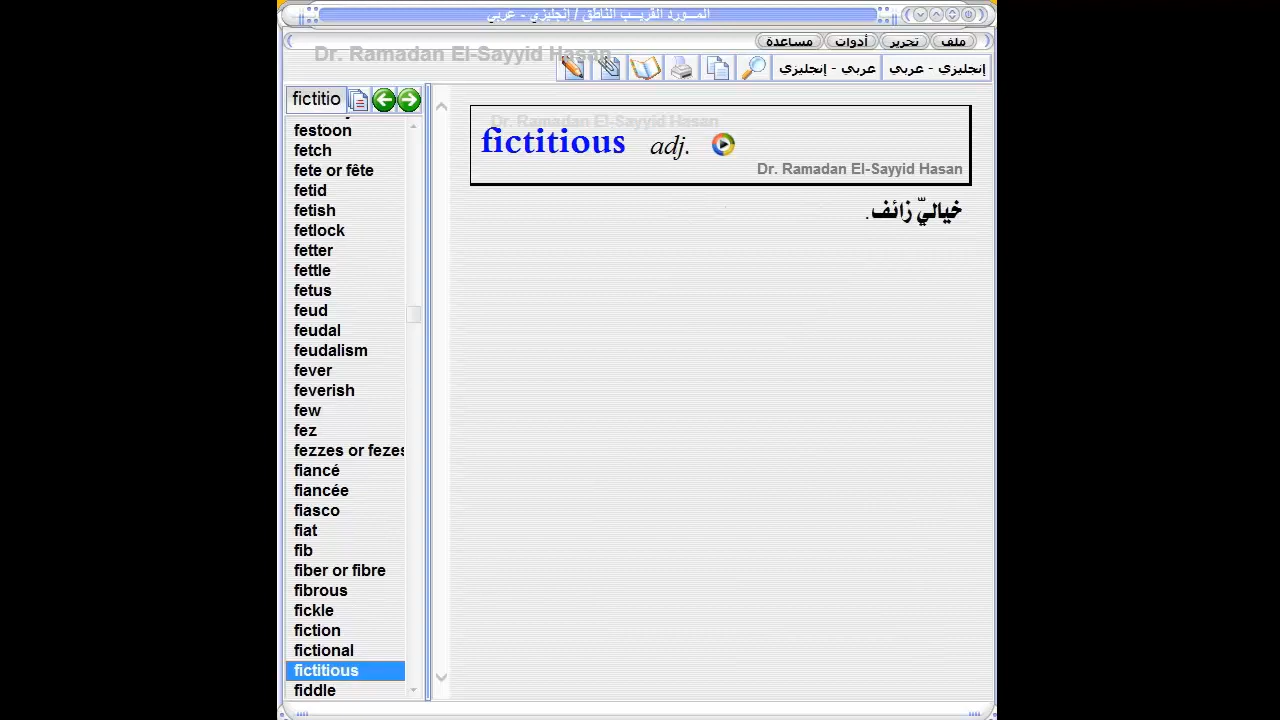 المـورد القريـب الناطق / إنجليزي - عربي
ملف تحرير أدوات مساعدة
Dr. Ramadan El-Sayyid Hasan
إنجليزي - عربي عربي - إنجليزي
fictitio
festoon
fetch
fete or fête
fetid
fetish
fetlock
fetter
fettle
fetus
feud
feudal
feudalism
fever
feverish
few
fez
fezzes or fezes
fiancé
fiancée
fiasco
fiat
fib
fiber or fibre
fibrous
fickle
fiction
fictional
fictitious
fiddle
Dr. Ramadan El-Sayyid Hasan
fictitious adj.
Dr. Ramadan El-Sayyid Hasan
خياليّ زائف.